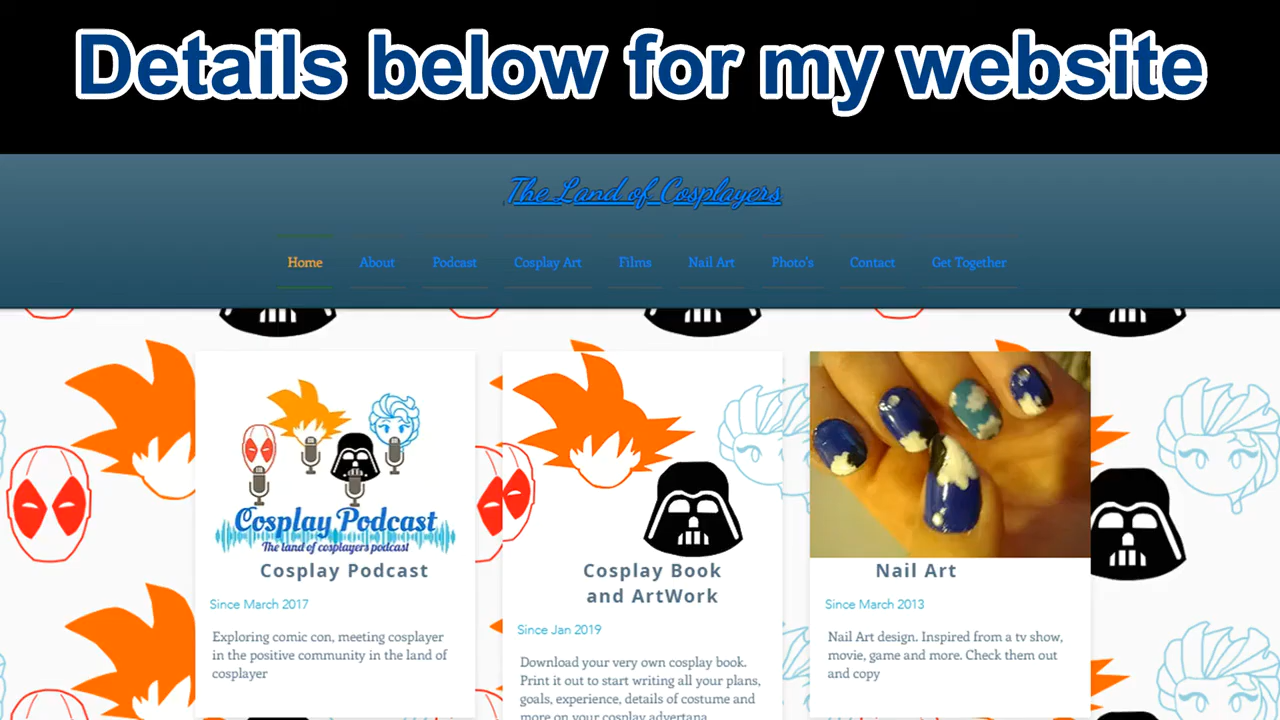 Details below for my website
The Land of Cosplayers
Home About Podcast Cosplay Art Films Nail Art Photo's Contact Get Together
Cosplay Podcast
The land of cosplayers podcast
Cosplay Podcast
Since March 2017
Exploring comic con, meeting cosplayer
in the positive community in the land of
cosplayer
Cosplay Book
and ArtWork
Since Jan 2019
Download your very own cosplay book.
Print it out to start writing all your plans,
goals, experience, details of costume and
more on your cosplay advertana
Nail Art
Since March 2013
Nail Art design. Inspired from a tv show,
movie, game and more. Check them out
and copy